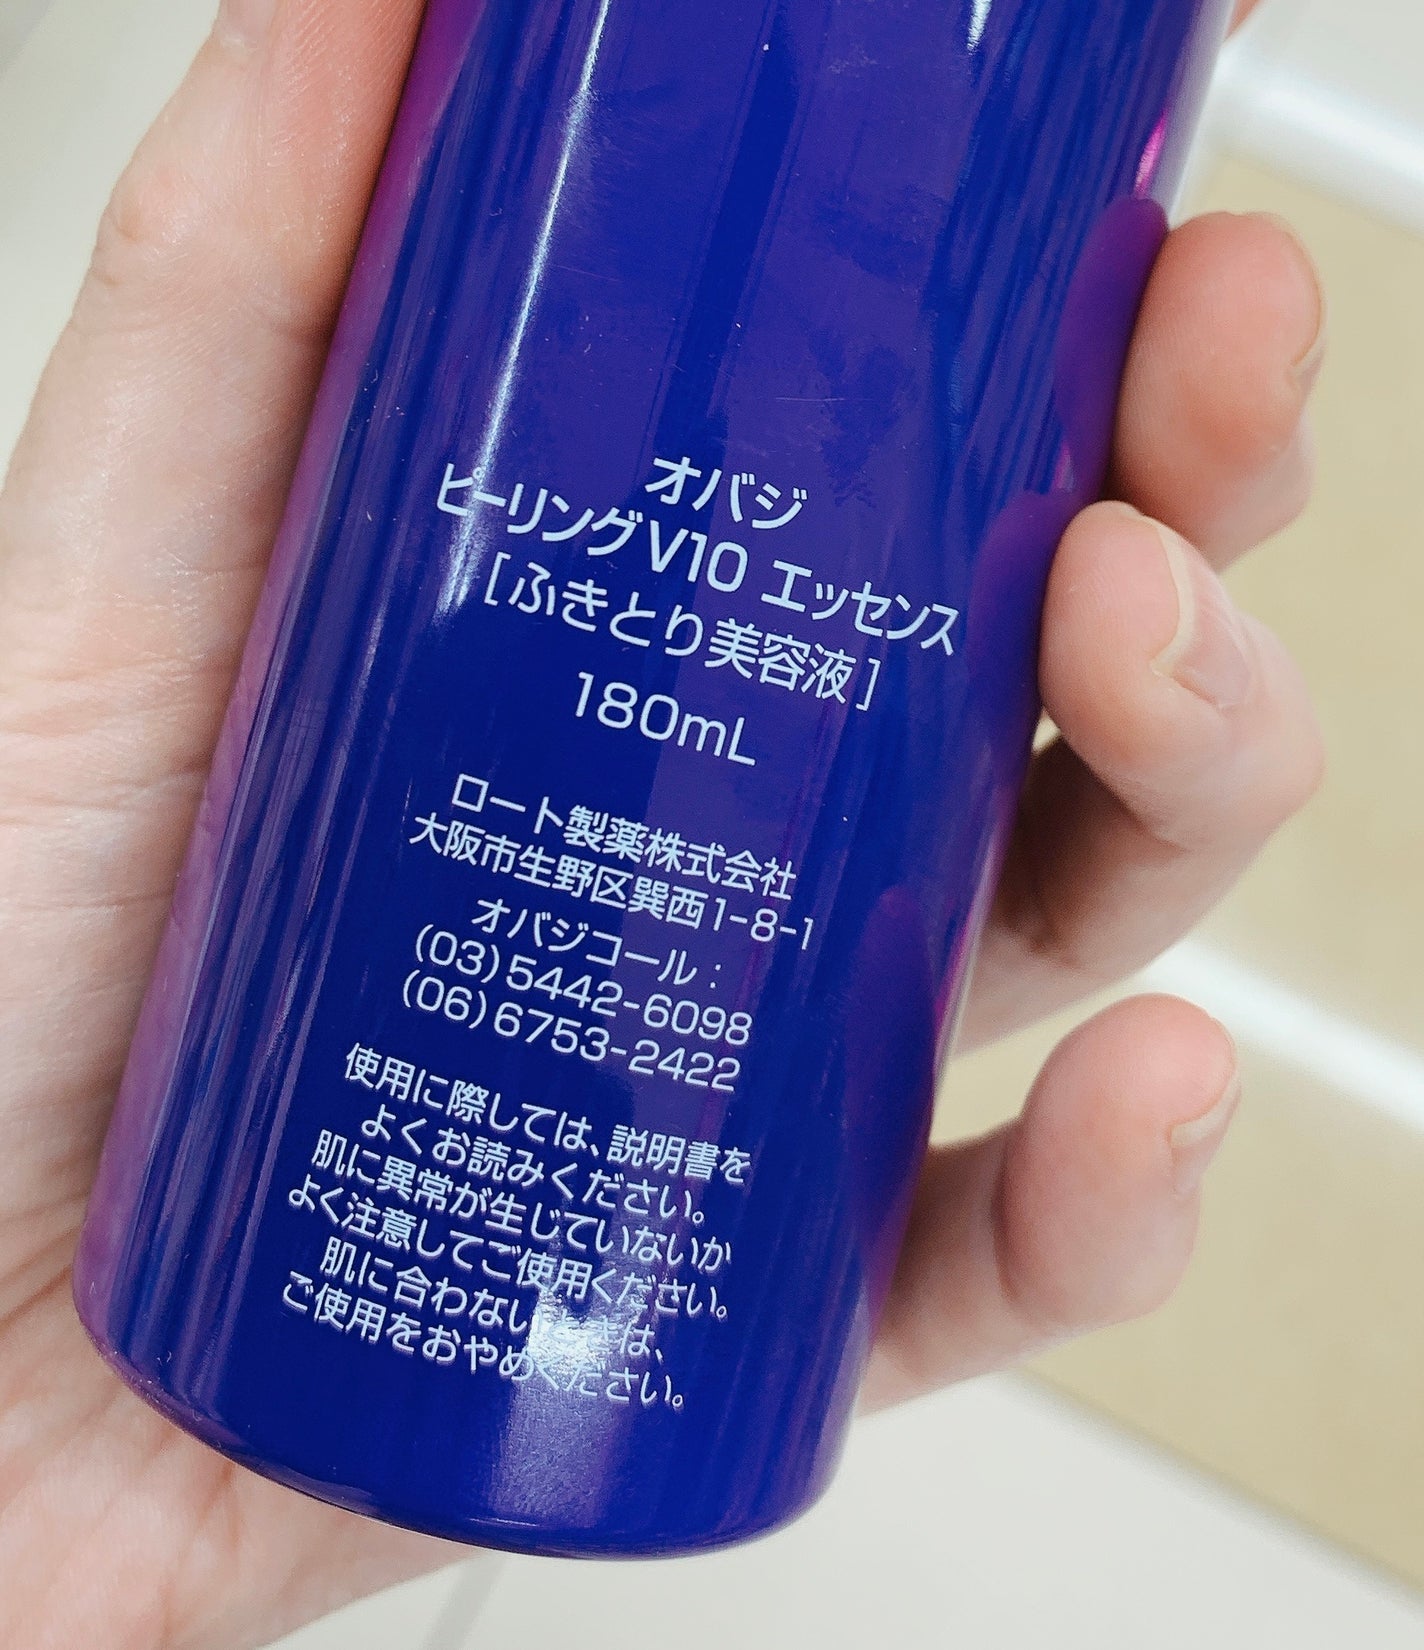 オバジ
ピーリングV10 エッセンス
[ふきとり美容液]
180mL
ロート製薬株式会社
大阪市生野区巽西1-8-1
オバジコール：
(03)5442-6098
(06)6753-2422
使用に際しては、説明書を
よくお読みください。
肌に異常が生じていないか
よく注意してご使用ください。
肌に合わないときは、
ご使用をおやめください。